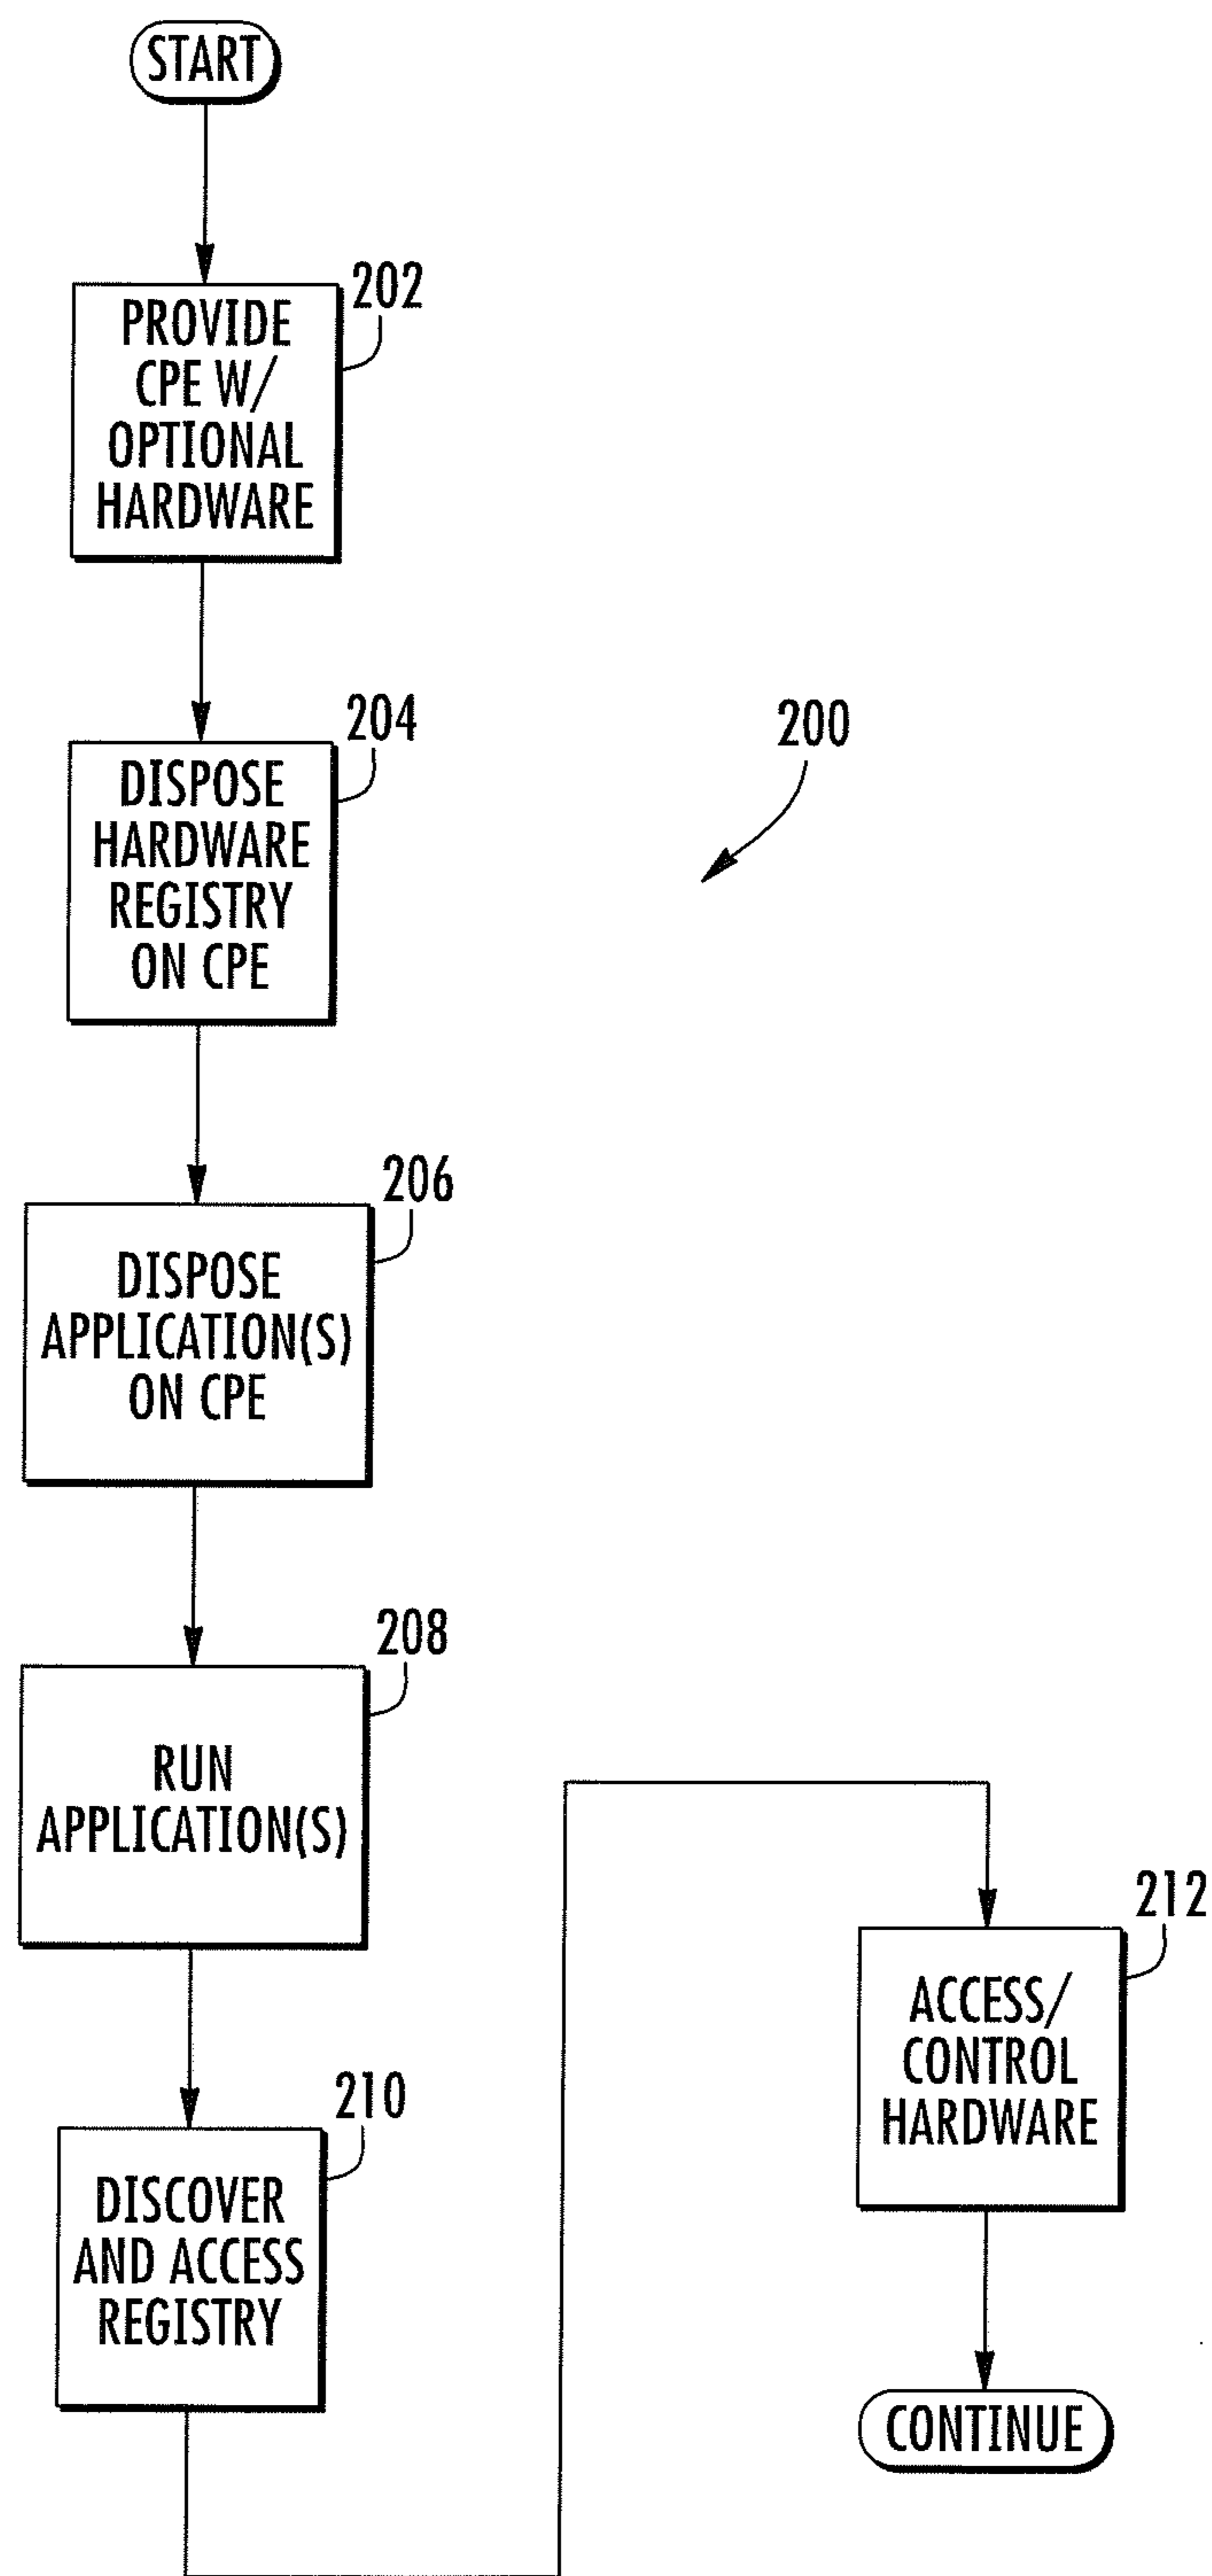 START
202
PROVIDE
CPE W/
OPTIONAL
HARDWARE
204
DISPOSE
HARDWARE
REGISTRY
ON CPE
200
206
DISPOSE
APPLICATION(S)
ON CPE
208
RUN
APPLICATION(S)
210
DISCOVER
AND ACCESS
REGISTRY
212
ACCESS/
CONTROL
HARDWARE
CONTINUE